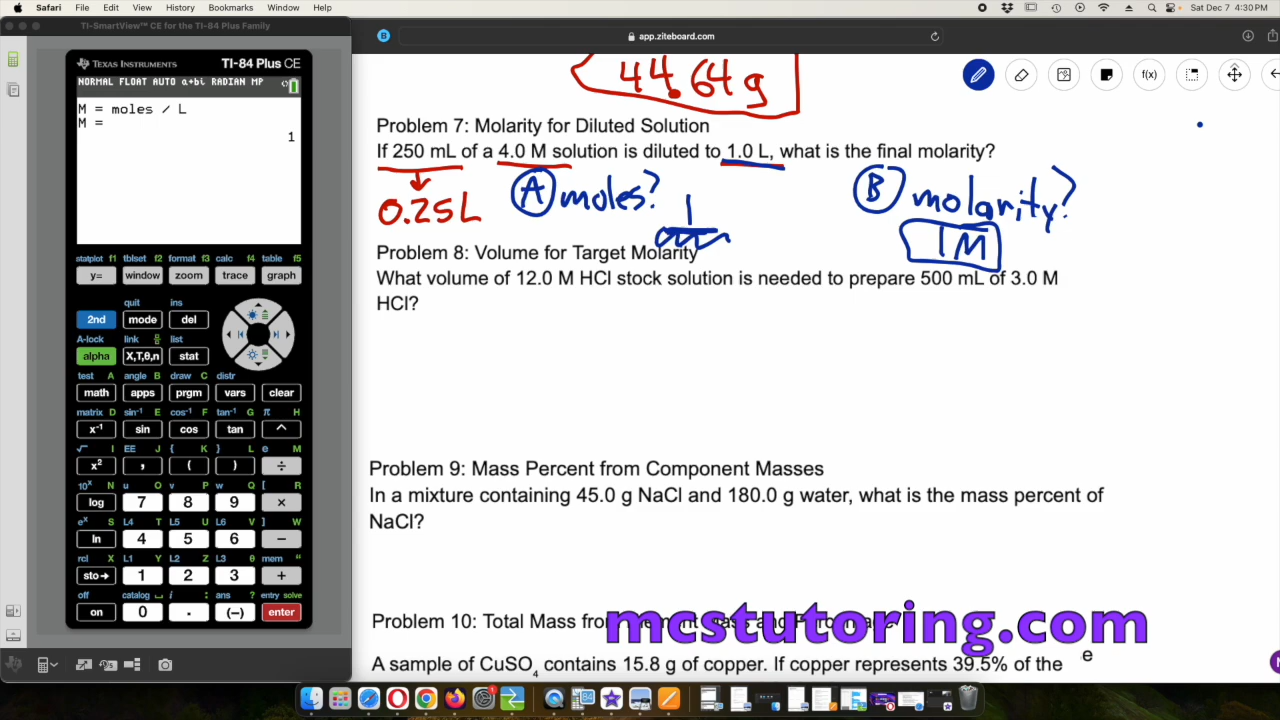 Safari File Edit View History Bookmarks Window Help Sat Dec 7 4:30 PM
TI-SmartView™ CE for the TI-84 Plus Family
app.ziteboard.com
TEXAS INSTRUMENTS TI-84 Plus CE
NORMAL FLOAT AUTO a+bi RADIAN MP
M = moles / L
M =
1
f(x)
44.64 g
Problem 7: Molarity for Diluted Solution
If 250 mL of a 4.0 M solution is diluted to 1.0 L, what is the final molarity?
0.25L A moles? 1 B molarity?
1M
Problem 8: Volume for Target Molarity
What volume of 12.0 M HCl stock solution is needed to prepare 500 mL of 3.0 M
HCl?
Problem 9: Mass Percent from Component Masses
In a mixture containing 45.0 g NaCl and 180.0 g water, what is the mass percent of
NaCl?
Problem 10: Total Mass from
mcstutoring.com
A sample of CuSO4 contains 15.8 g of copper. If copper represents 39.5% of the
e
statplot f1 tblset f2 format f3 calc f4 table f5
y= window zoom trace graph
quit ins
2nd mode del
A-lock link list
alpha X,T,θ,n stat
test A angle B draw C distr
math apps prgm vars clear
matrix D sin⁻¹ E cos⁻¹ F tan⁻¹ G π H
x⁻¹ sin cos tan ^
√ I EE J { K } L e M
x² , ( ) ÷
10ˣ N u O v P w Q [ R
log 7 8 9 ×
eˣ S L4 T L5 U L6 V ] W
ln 4 5 6 −
rcl X L1 Y L2 Z L3 θ mem "
sto→ 1 2 3 +
off catalog i : ans ? entry solve
on 0 . (−) enter